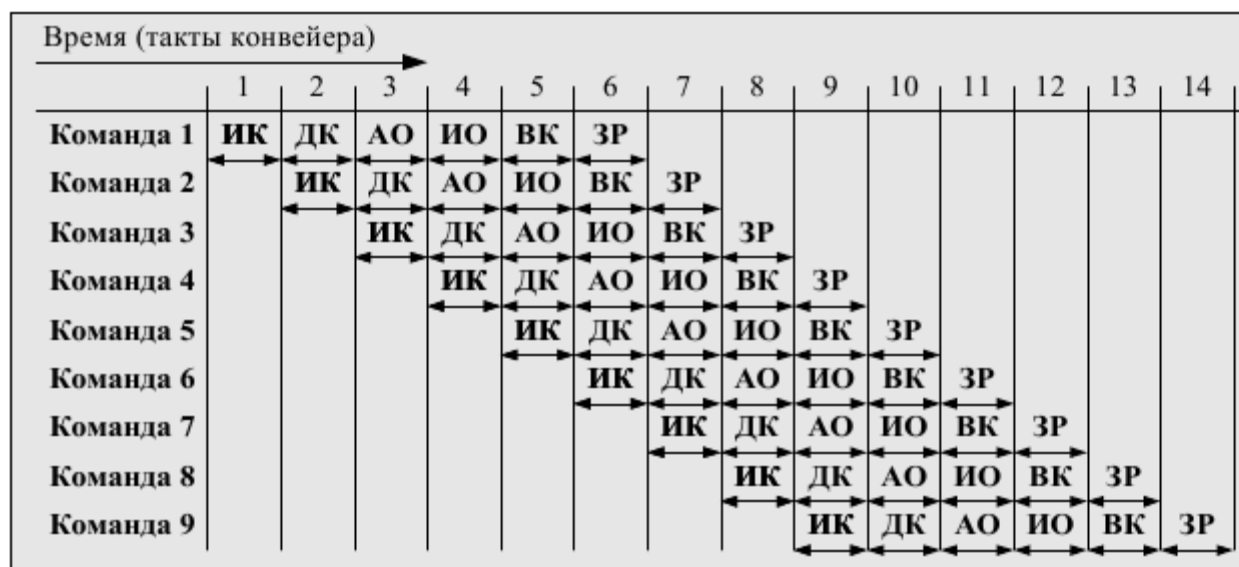 Время (такты конвейера)
1 2 3 4 5 6 7 8 9 10 11 12 13 14
Команда 1 ИК ДК АО ИО ВК ЗР
Команда 2 ИК ДК АО ИО ВК ЗР
Команда 3 ИК ДК АО ИО ВК ЗР
Команда 4 ИК ДК АО ИО ВК ЗР
Команда 5 ИК ДК АО ИО ВК ЗР
Команда 6 ИК ДК АО ИО ВК ЗР
Команда 7 ИК ДК АО ИО ВК ЗР
Команда 8 ИК ДК АО ИО ВК ЗР
Команда 9 ИК ДК АО ИО ВК ЗР